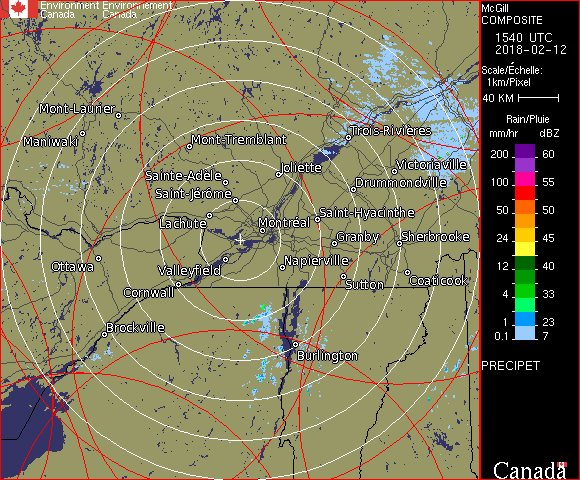 Environment Environnement
Canada Canada
McGill
COMPOSITE
1540 UTC
2018-02-12
Scale/Échelle:
1km/Pixel
40 KM
Rain/Pluie
mm/hr dBZ
200 60
100 55
50 50
24 45
12 40
4 33
1 23
0.1 7
PRECIPET
Canada
Mont-Laurier
Maniwaki
Mont-Tremblant
Trois-Rivières
Sainte-Adèle
Joliette
Victoriaville
Saint-Jérôme
Drummondville
Lachute
Montréal
Saint-Hyacinthe
Granby
Sherbrooke
Ottawa
Valleyfield
Napierville
Cornwall
Sutton
Coaticook
Brockville
Burlington